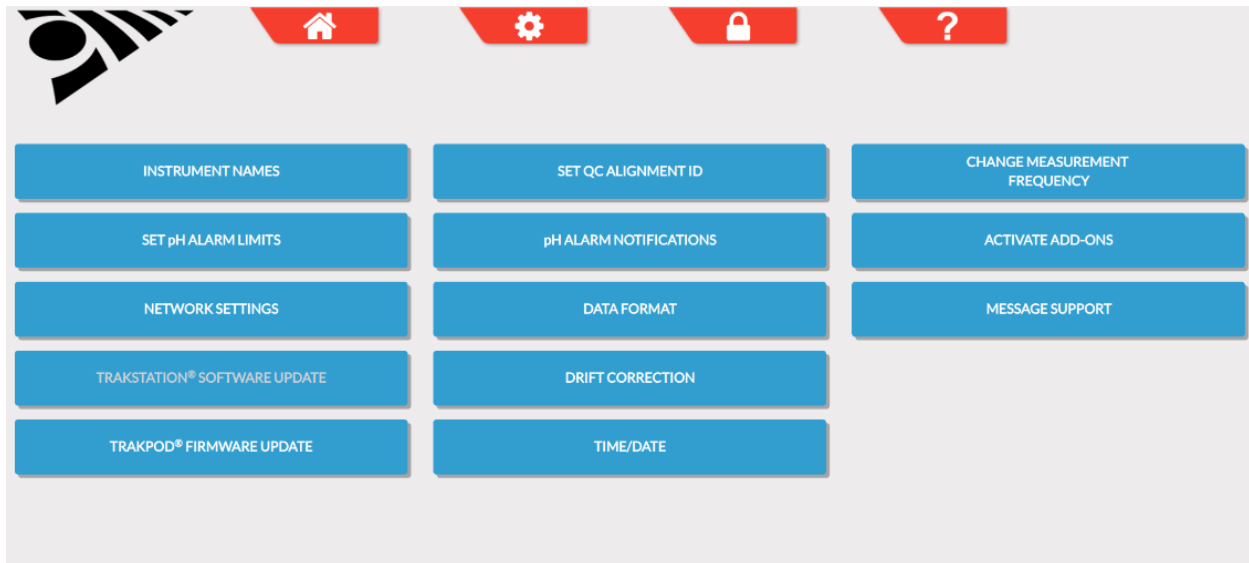 ?
INSTRUMENT NAMES
SET QC ALIGNMENT ID
CHANGE MEASUREMENT
FREQUENCY
SET pH ALARM LIMITS
pH ALARM NOTIFICATIONS
ACTIVATE ADD-ONS
NETWORK SETTINGS
DATA FORMAT
MESSAGE SUPPORT
TRAKSTATION® SOFTWARE UPDATE
DRIFT CORRECTION
TRAKPOD® FIRMWARE UPDATE
TIME/DATE